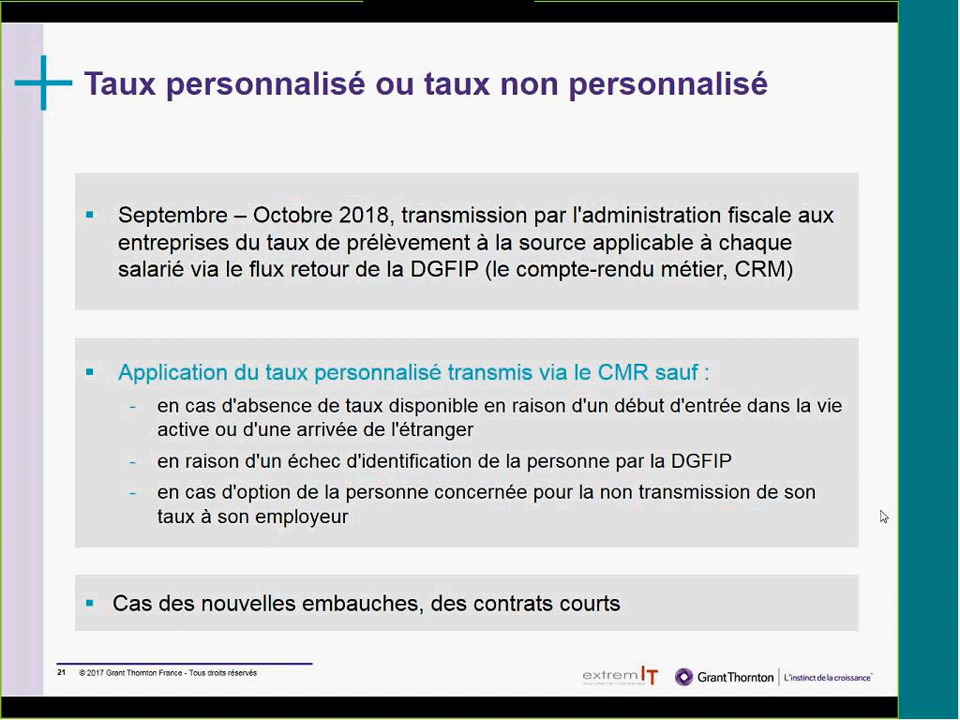 Taux personnalisé ou taux non personnalisé
▪ Septembre – Octobre 2018, transmission par l'administration fiscale aux
entreprises du taux de prélèvement à la source applicable à chaque
salarié via le flux retour de la DGFIP (le compte-rendu métier, CRM)
▪ Application du taux personnalisé transmis via le CMR sauf :
- en cas d'absence de taux disponible en raison d'un début d'entrée dans la vie
active ou d'une arrivée de l'étranger
- en raison d'un échec d'identification de la personne par la DGFIP
- en cas d'option de la personne concernée pour la non transmission de son
taux à son employeur
▪ Cas des nouvelles embauches, des contrats courts
21 © 2017 Grant Thornton France - Tous droits réservés
extremIT
GrantThornton L'instinct de la croissance™